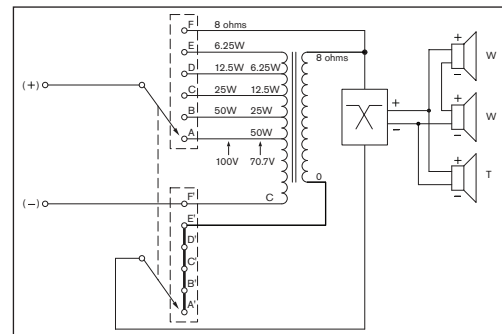 F 8 ohms
E 6.25W 8 ohms
D 12.5W 6.25W
C 25W 12.5W
B 50W 25W
A 50W
100V 70.7V
(+)
(-)
F'
E'
D'
C'
B'
A'
C
0
+
-
+
-
W
+
-
W
+
-
T